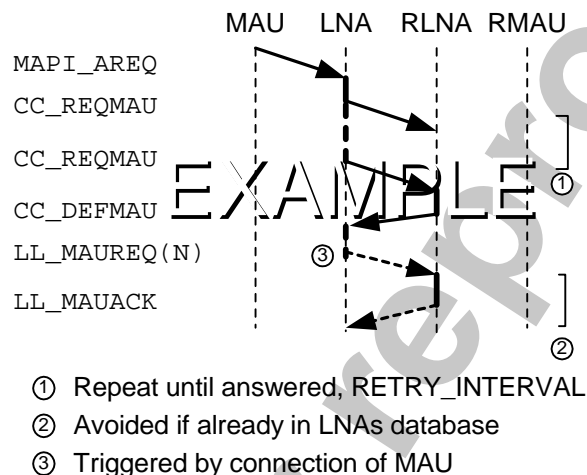 MAU LNA RLNA RMAU
MAPI_AREQ
CC_REQMAU
CC_REQMAU
EXAMPLE
①
CC_DEFMAU
LL_MAUREQ(N)
③
LL_MAUACK
②
① Repeat until answered, RETRY_INTERVAL
② Avoided if already in LNAs database
③ Triggered by connection of MAU